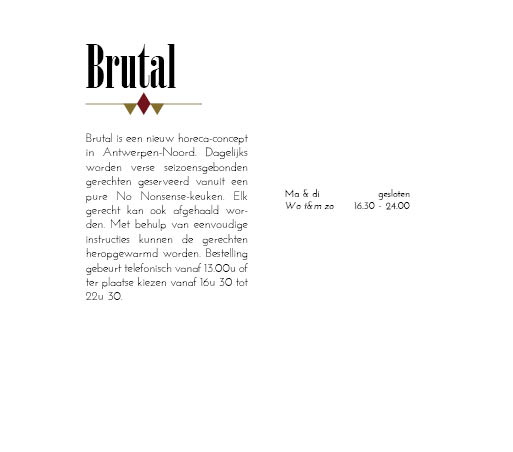 Brutal
Brutal is een nieuw horeca-concept
in Antwerpen-Noord. Dagelijks
worden verse seizoensgebonden
gerechten geserveerd vanuit een
pure No Nonsense-keuken. Elk
gerecht kan ook afgehaald wor-
den. Met behulp van eenvoudige
instructies kunnen de gerechten
heropgewarmd worden. Bestelling
gebeurt telefonisch vanaf 13.00u of
ter plaatse kiezen vanaf 16u 30 tot
22u 30.
Ma & di gesloten
Wo t&m zo 16.30 - 24.00